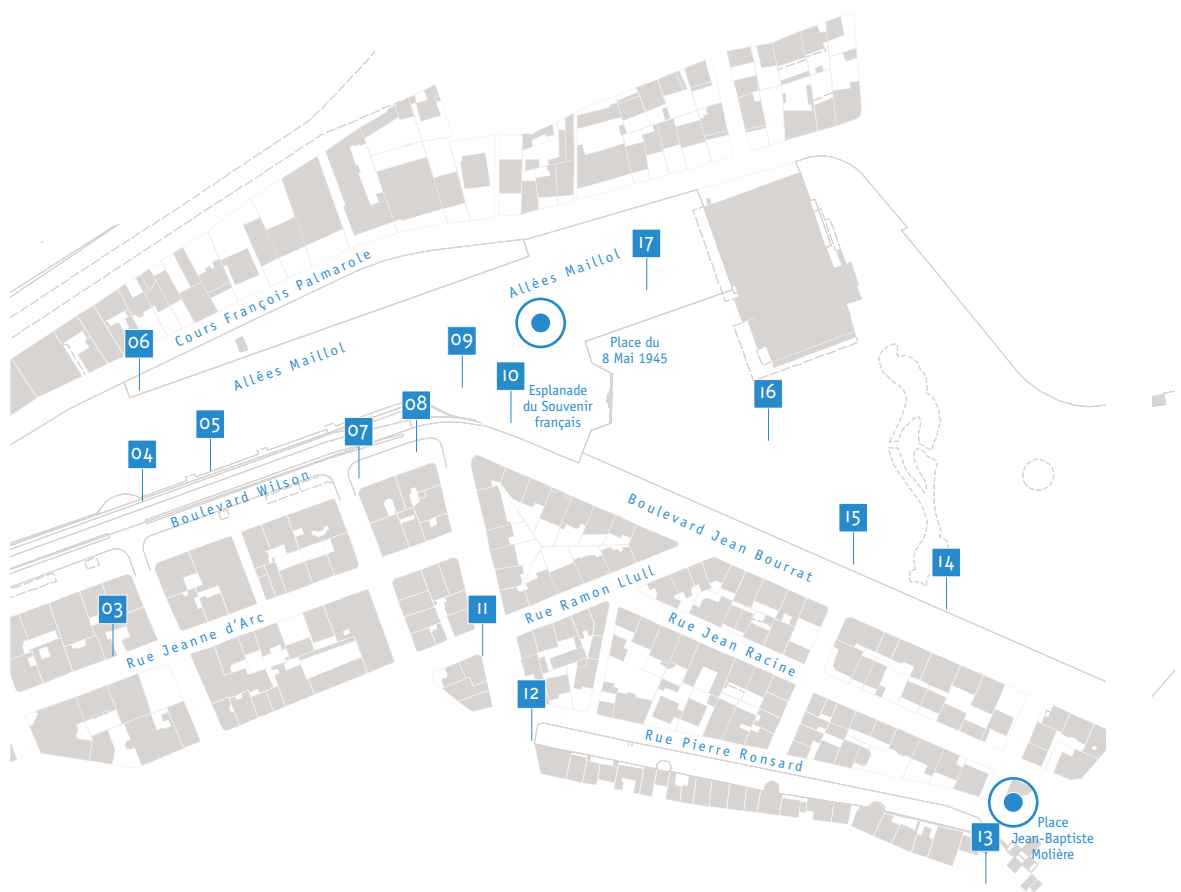 17
Allées Maillol
Cours François Palmarole
06
09
Place du
8 Mai 1945
Allées Maillol
10
Esplanade
du Souvenir
français
16
08
05
07
04
Boulevard Wilson
Boulevard Jean Bourrat
15
14
03
Rue Jeanne d'Arc
11
Rue Ramon Llull
Rue Jean Racine
12
Rue Pierre Ronsard
13
Place
Jean-Baptiste
Molière